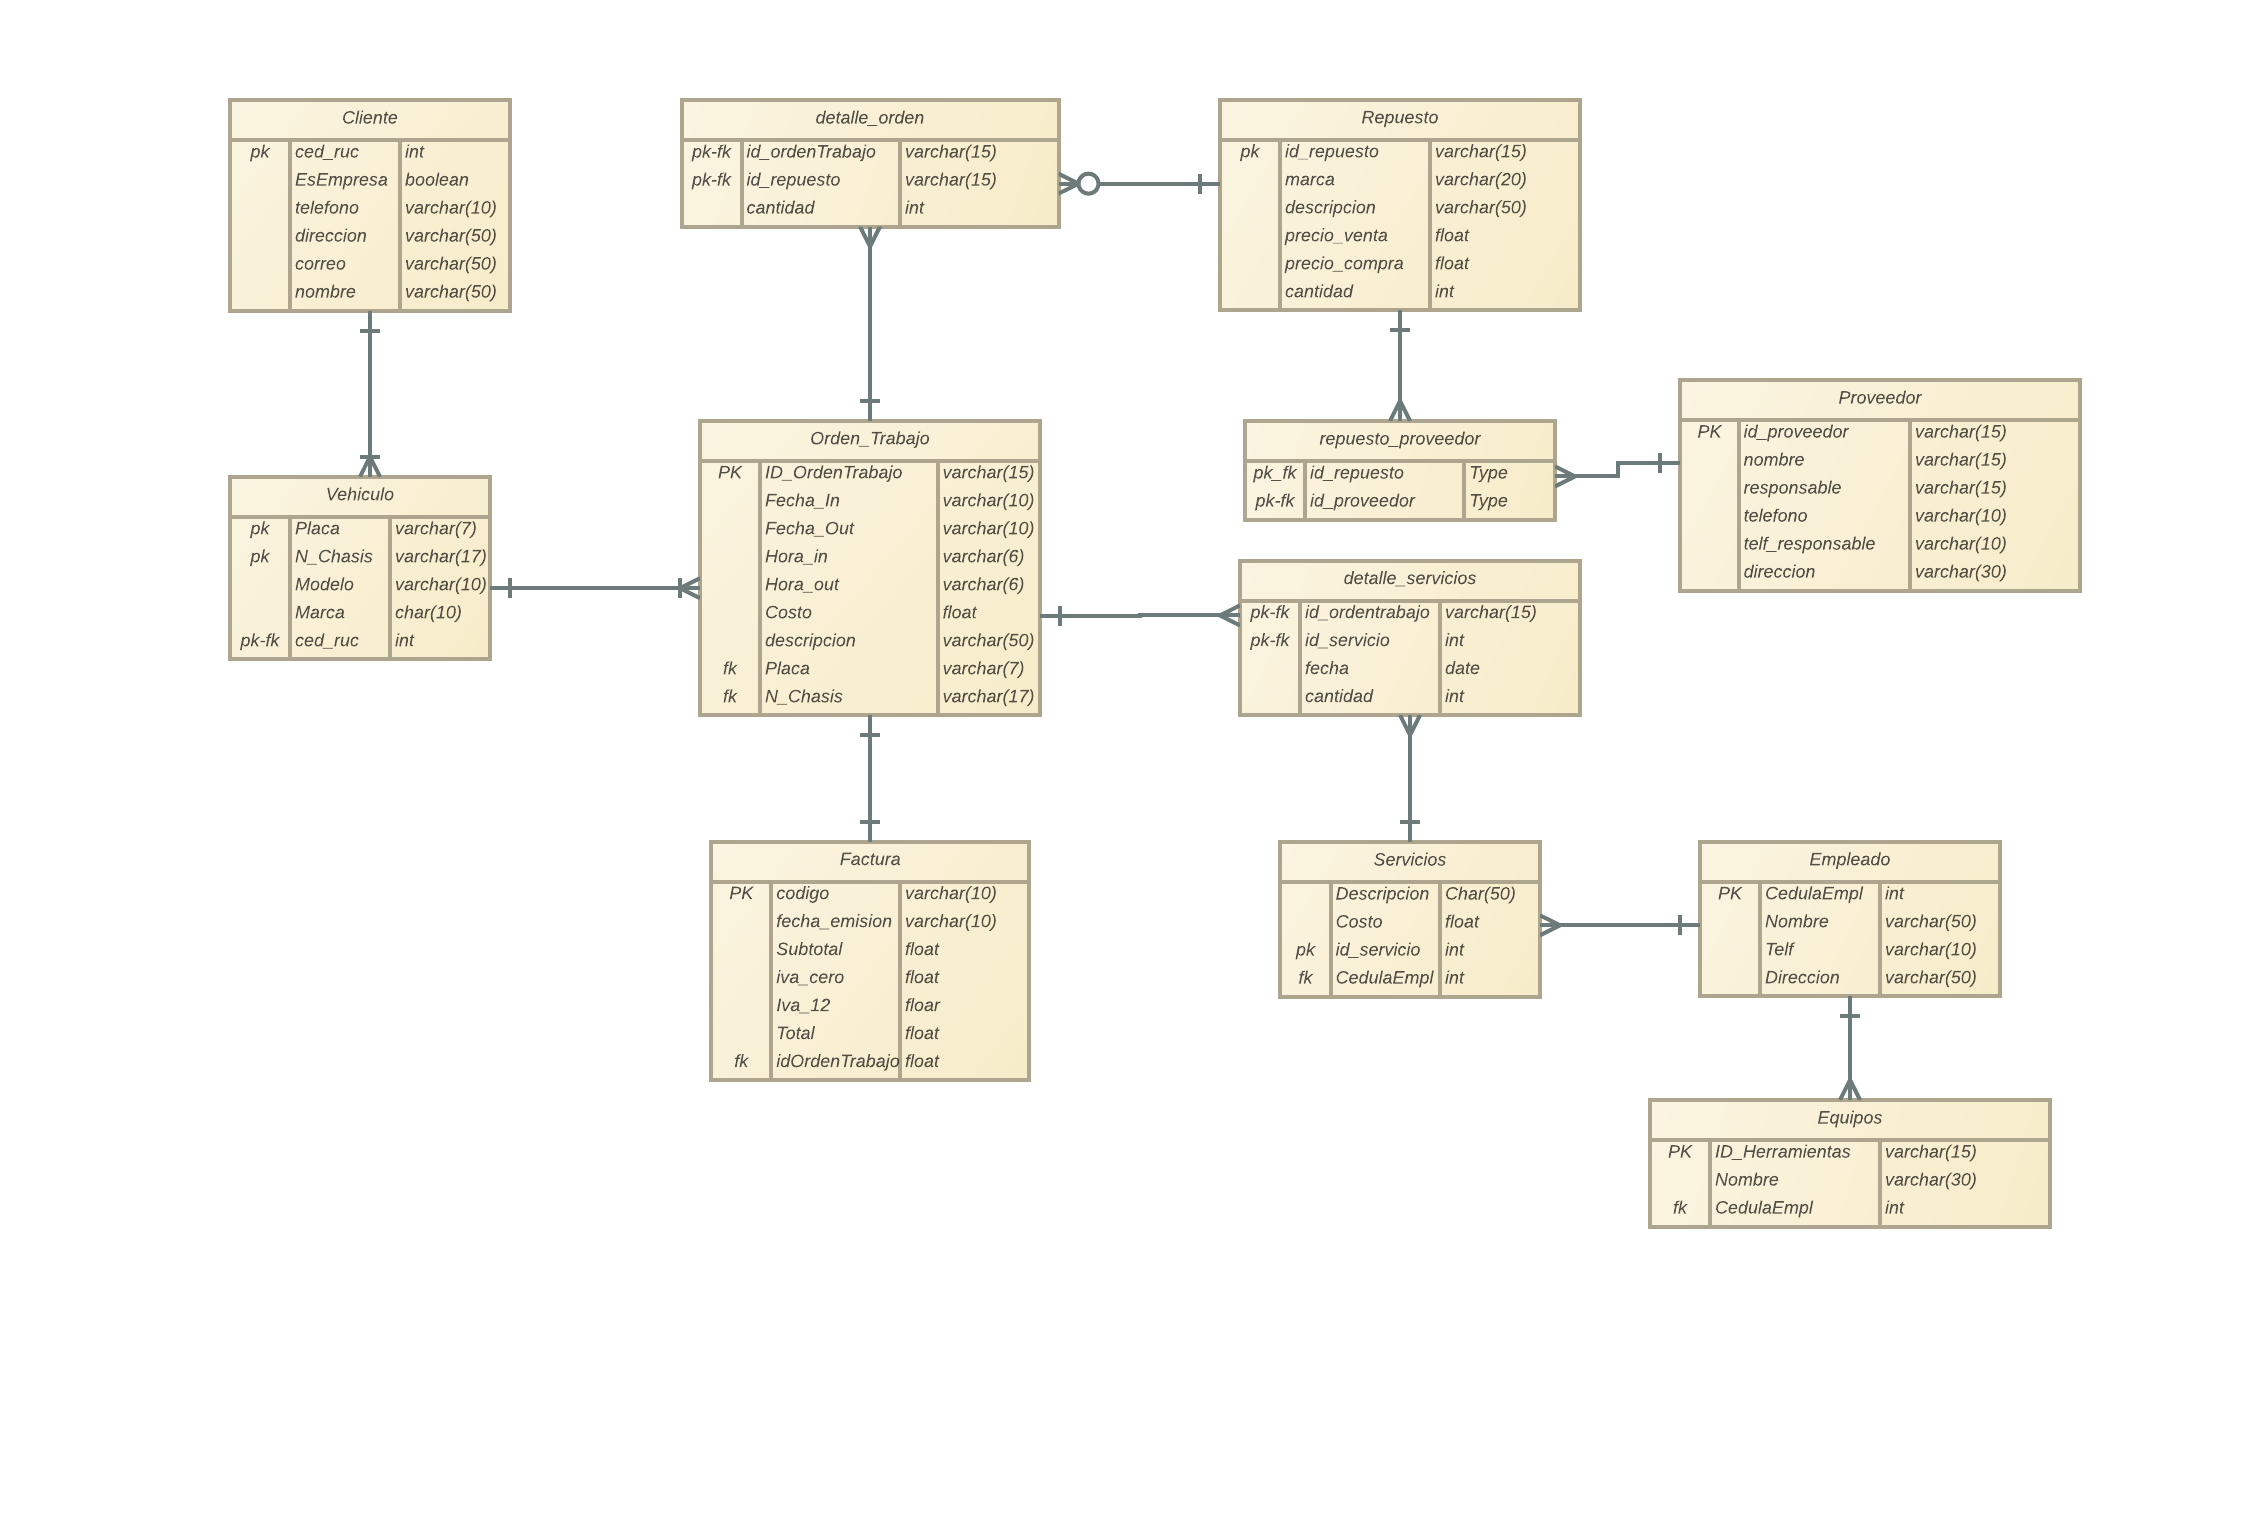 Cliente
pk ced_ruc int
EsEmpresa boolean
telefono varchar(10)
direccion varchar(50)
correo varchar(50)
nombre varchar(50)
detalle_orden
pk-fk id_ordenTrabajo varchar(15)
pk-fk id_repuesto varchar(15)
cantidad int
Repuesto
pk id_repuesto varchar(15)
marca varchar(20)
descripcion varchar(50)
precio_venta float
precio_compra float
cantidad int
Proveedor
PK id_proveedor varchar(15)
nombre varchar(15)
responsable varchar(15)
telefono varchar(10)
telf_responsable varchar(10)
direccion varchar(30)
Orden_Trabajo
PK ID_OrdenTrabajo varchar(15)
Fecha_In varchar(10)
Fecha_Out varchar(10)
Hora_in varchar(6)
Hora_out varchar(6)
Costo float
descripcion varchar(50)
fk Placa varchar(7)
fk N_Chasis varchar(17)
repuesto_proveedor
pk_fk id_repuesto Type
pk-fk id_proveedor Type
Vehiculo
pk Placa varchar(7)
pk N_Chasis varchar(17)
Modelo varchar(10)
Marca char(10)
pk-fk ced_ruc int
detalle_servicios
pk-fk id_ordentrabajo varchar(15)
pk-fk id_servicio int
fecha date
cantidad int
Factura
PK codigo varchar(10)
fecha_emision varchar(10)
Subtotal float
iva_cero float
Iva_12 floar
Total float
fk idOrdenTrabajo float
Servicios
Descripcion Char(50)
Costo float
pk id_servicio int
fk CedulaEmpl int
Empleado
PK CedulaEmpl int
Nombre varchar(50)
Telf varchar(10)
Direccion varchar(50)
Equipos
PK ID_Herramientas varchar(15)
Nombre varchar(30)
fk CedulaEmpl int